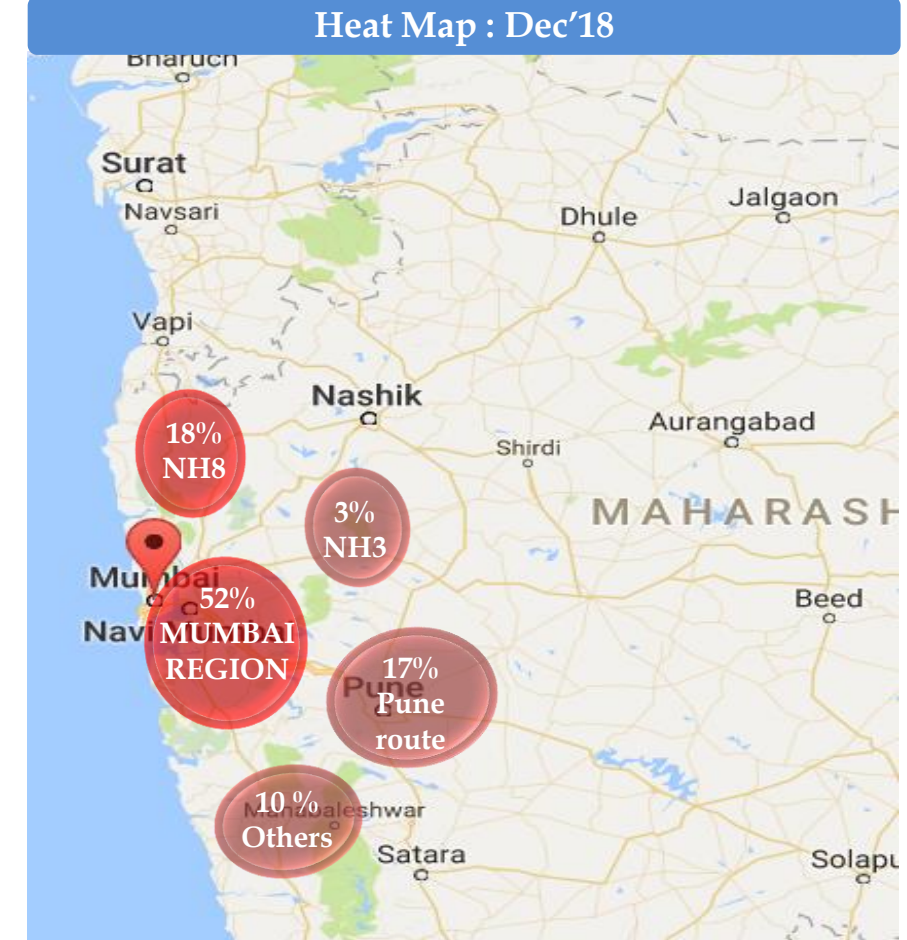 Heat Map : Dec’18
Bharuch
Surat
Navsari
Jalgaon
Dhule
Vapi
Nashik
Aurangabad
18%
NH8
Shirdi
3%
NH3
MAHARASH
Mumbai
52%
MUMBAI
REGION
Navi
Beed
17%
Pune
Pune
route
10 %
Others
Mahabaleshwar
Satara
Solapu